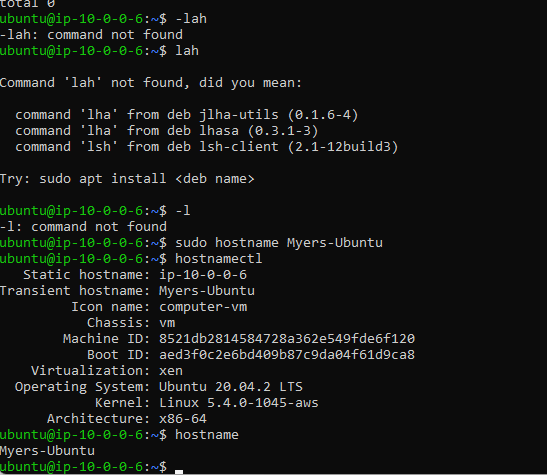 total 0
ubuntu@ip-10-0-0-6:~$ -lah
-lah: command not found
ubuntu@ip-10-0-0-6:~$ lah

Command 'lah' not found, did you mean:

  command 'lha' from deb jlha-utils (0.1.6-4)
  command 'lha' from deb lhasa (0.3.1-3)
  command 'lsh' from deb lsh-client (2.1-12build3)

Try: sudo apt install <deb name>

ubuntu@ip-10-0-0-6:~$ -l
-l: command not found
ubuntu@ip-10-0-0-6:~$ sudo hostname Myers-Ubuntu
ubuntu@ip-10-0-0-6:~$ hostnamectl
   Static hostname: ip-10-0-0-6
Transient hostname: Myers-Ubuntu
         Icon name: computer-vm
           Chassis: vm
        Machine ID: 8521db2814584728a362e549fde6f120
           Boot ID: aed3f0c2e6bd409b87c9da04f61d9ca8
    Virtualization: xen
  Operating System: Ubuntu 20.04.2 LTS
            Kernel: Linux 5.4.0-1045-aws
      Architecture: x86-64
ubuntu@ip-10-0-0-6:~$ hostname
Myers-Ubuntu
ubuntu@ip-10-0-0-6:~$